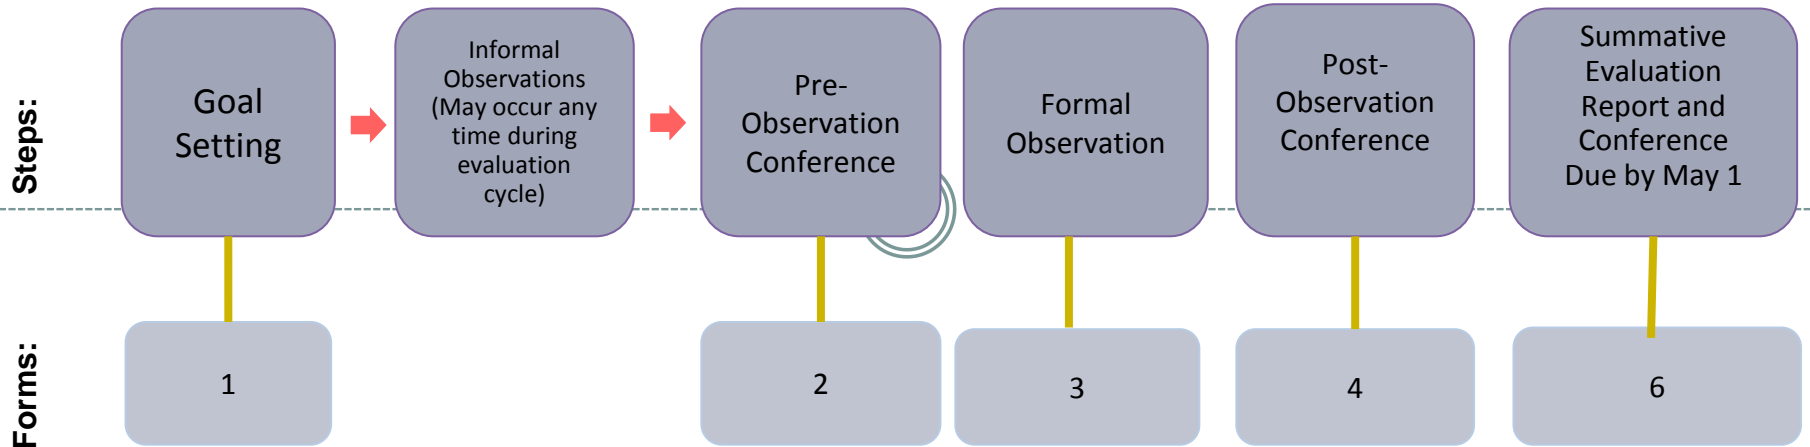 Steps:
Goal
Setting
Informal
Observations
(May occur any
time during
evaluation
cycle)
Pre-
Observation
Conference
Formal
Observation
Post-
Observation
Conference
Summative
Evaluation
Report and
Conference
Due by May 1
Forms:
1
2
3
4
6